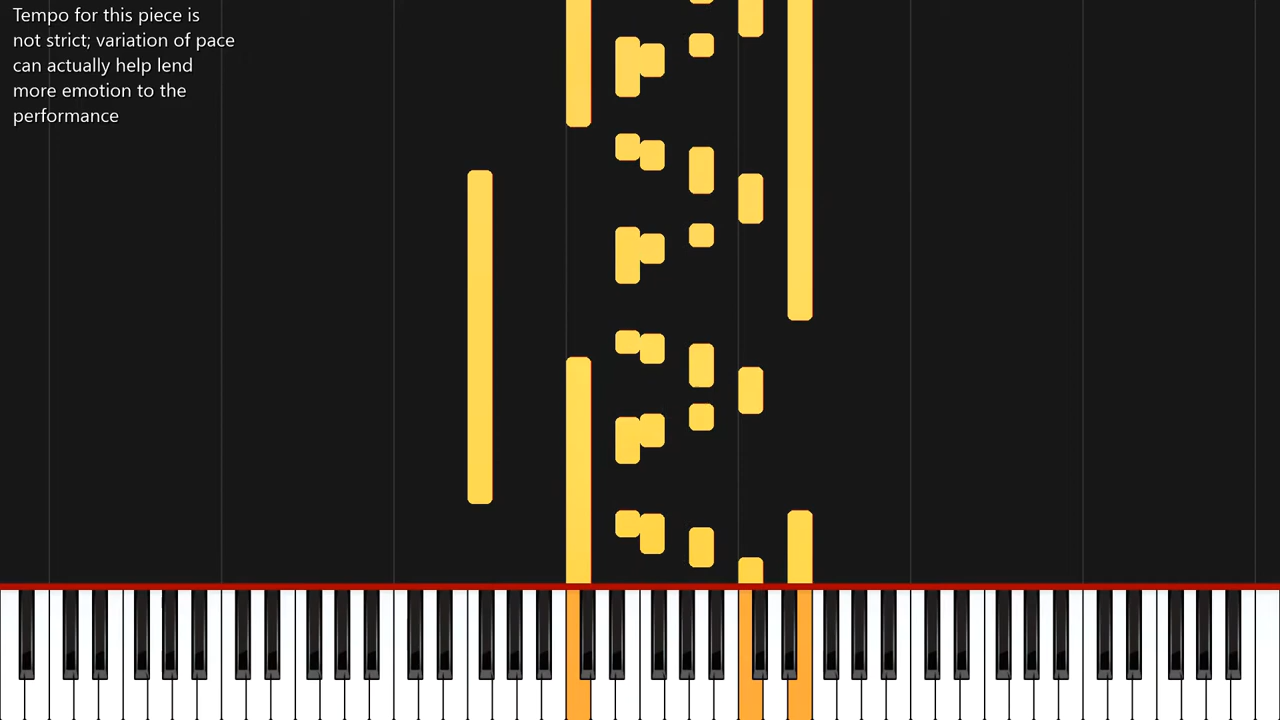 Tempo for this piece is
not strict; variation of pace
can actually help lend
more emotion to the
performance